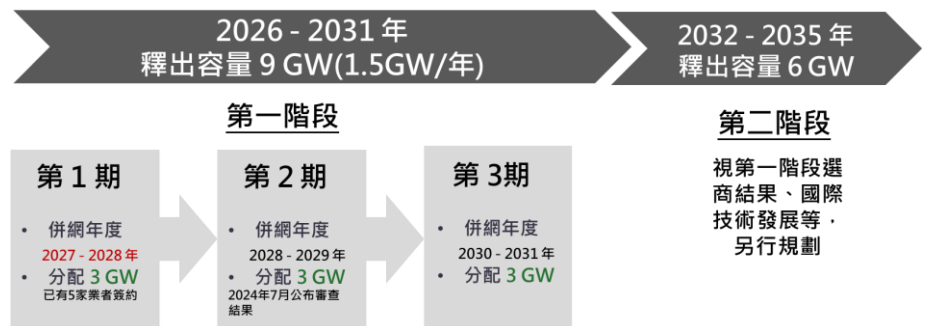 2026 - 2031 年
釋出容量 9 GW(1.5GW/年)
2032 - 2035 年
釋出容量 6 GW
第一階段
第 1 期
• 併網年度
2027 - 2028 年
• 分配 3 GW
已有5家業者簽約
第 2 期
• 併網年度
2028 - 2029 年
• 分配 3 GW
2024年7月公布審查
結果
第 3期
• 併網年度
2030 - 2031 年
• 分配 3 GW
第二階段
視第一階段選
商結果、國際
技術發展等，
另行規劃